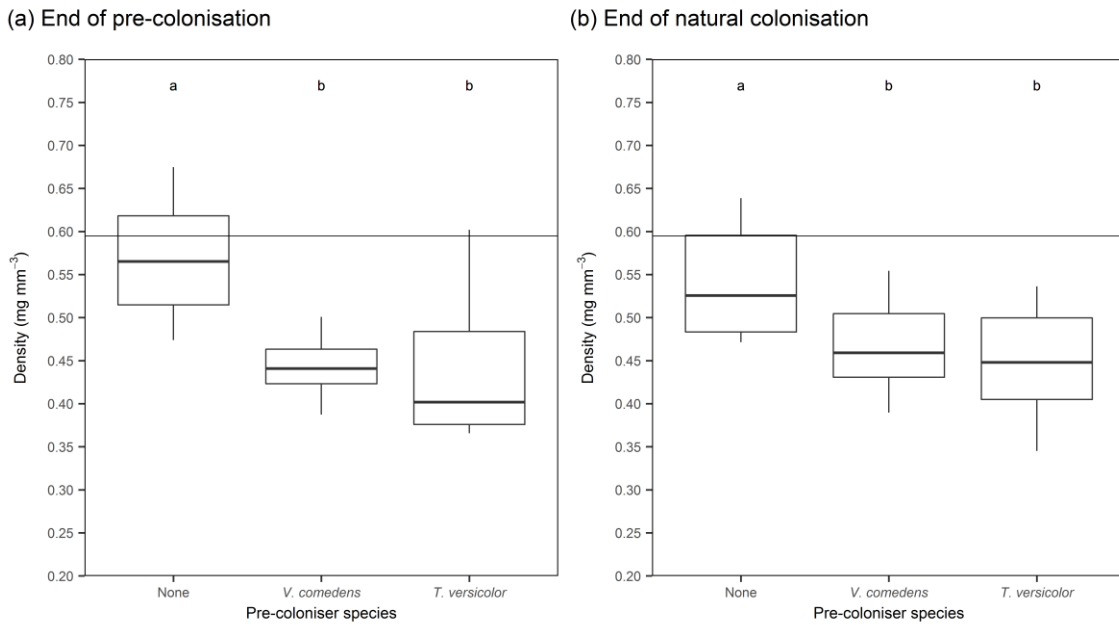 (a) End of pre-colonisation
0.80
0.75
0.70
0.65
0.60
0.55
0.50
0.45
0.40
0.35
0.30
0.25
0.20
Density (mg mm⁻³)
a b b
None V. comedens T. versicolor
Pre-coloniser species
(b) End of natural colonisation
0.80
0.75
0.70
0.65
0.60
0.55
0.50
0.45
0.40
0.35
0.30
0.25
0.20
Density (mg mm⁻³)
a b b
None V. comedens T. versicolor
Pre-coloniser species